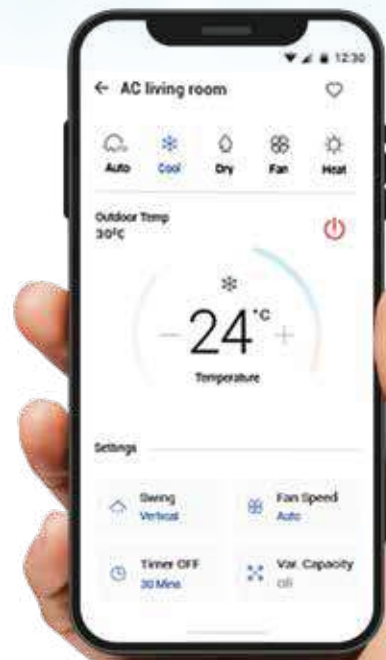 12:30
← AC living room
Auto Cool Dry Fan Heat
Outdoor Temp
30°C
24°C
− +
Temperature
Settings
Swing
Vertical
Fan Speed
Auto
Timer OFF
30 Mins
Var. Capacity
Off